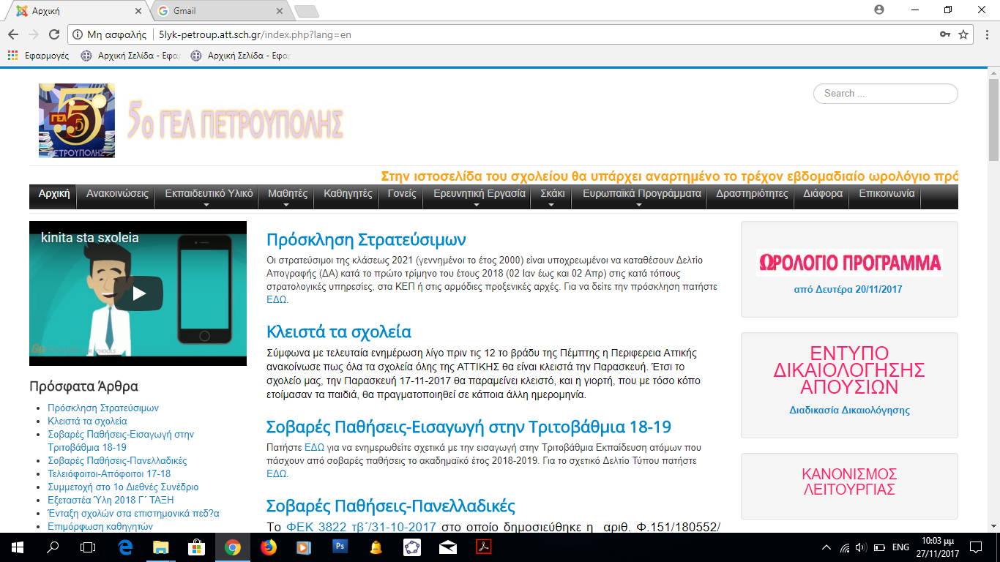 Αρχική
Gmail
Μη ασφαλής
5lyk-petroup.att.sch.gr/index.php?lang=en
Εφαρμογές
Αρχική Σελίδα - Εφα
Αρχική Σελίδα - Εφα
ΓΕΛ 5
ΠΕΤΡΟΥΠΟΛΗΣ
5ο ΓΕΛ ΠΕΤΡΟΥΠΟΛΗΣ
Search ...
Στην ιστοσελίδα του σχολείου θα υπάρχει αναρτημένο το τρέχον εβδομαδιαίο ωρολόγιο πρό
Αρχική Ανακοινώσεις Εκπαιδευτικό Υλικό Μαθητές Καθηγητές Γονείς Ερευνητική Εργασία Σκάκι Ευρωπαϊκά Προγράμματα Δραστηριότητες Διάφορα Επικοινωνία
kinita sta sxoleia
Πρόσφατα Άρθρα
Πρόσκληση Στρατεύσιμων
Κλειστά τα σχολεία
Σοβαρές Παθήσεις-Εισαγωγή στην
Τριτοβάθμια 18-19
Σοβαρές Παθήσεις-Πανελλαδικές
Τελειόφοιτοι-Απόφοιτοι 17-18
Συμμετοχή στο 1ο Διεθνές Συνέδριο
Εξεταστέα Ύλη 2018 Γ΄ ΤΑΞΗ
Ένταξη σχολών στα επιστημονικά πεδ?α
Επιμόρφωση καθηγητών
Πρόσκληση Στρατεύσιμων
Οι στρατεύσιμοι της κλάσεως 2021 (γεννημένοι το έτος 2000) είναι υποχρεωμένοι να καταθέσουν Δελτίο
Απογραφής (ΔΑ) κατά το πρώτο τρίμηνο του έτους 2018 (02 Ιαν έως και 02 Απρ) στις κατά τόπους
στρατολογικές υπηρεσίες, στα ΚΕΠ ή στις αρμόδιες προξενικές αρχές. Για να δείτε την πρόσκληση πατήστε
ΕΔΩ.
Κλειστά τα σχολεία
Σύμφωνα με τελευταία ενημέρωση λίγο πριν τις 12 το βράδυ της Πέμπτης η Περιφερεια Αττικής
ανακοίνωσε πως όλα τα σχολεία όλης της ΑΤΤΙΚΗΣ θα είναι κλειστά την Παρασκευή. Έτσι το
σχολείο μας, την Παρασκευή 17-11-2017 θα παραμείνει κλειστό, και η γιορτή, που με τόσο κόπο
ετοίμασαν τα παιδιά, θα πραγματοποιηθεί σε κάποια άλλη ημερομηνία.
Σοβαρές Παθήσεις-Εισαγωγή στην Τριτοβάθμια 18-19
Πατήστε ΕΔΩ για να ενημερωθείτε σχετικά με την εισαγωγή στην Τριτοβάθμια Εκπαίδευση ατόμων που
πάσχουν από σοβαρές παθήσεις το ακαδημαϊκό έτος 2018-2019. Για το σχετικό Δελτίο Τύπου πατήστε
ΕΔΩ.
Σοβαρές Παθήσεις-Πανελλαδικές
Το ΦΕΚ 3822 τβ΄/31-10-2017 στο οποίο δημοσιεύθηκε η αριθ. Φ.151/180552/
ΩΡΟΛΟΓΙΟ ΠΡΟΓΡΑΜΜΑ
από Δευτέρα 20/11/2017
ΕΝΤΥΠΟ
ΔΙΚΑΙΟΛΟΓΗΣΗΣ
ΑΠΟΥΣΙΩΝ
Διαδικασία Δικαιολόγησης
ΚΑΝΟΝΙΣΜΟΣ
ΛΕΙΤΟΥΡΓΙΑΣ
Ps
ENG
10:03 μμ
27/11/2017